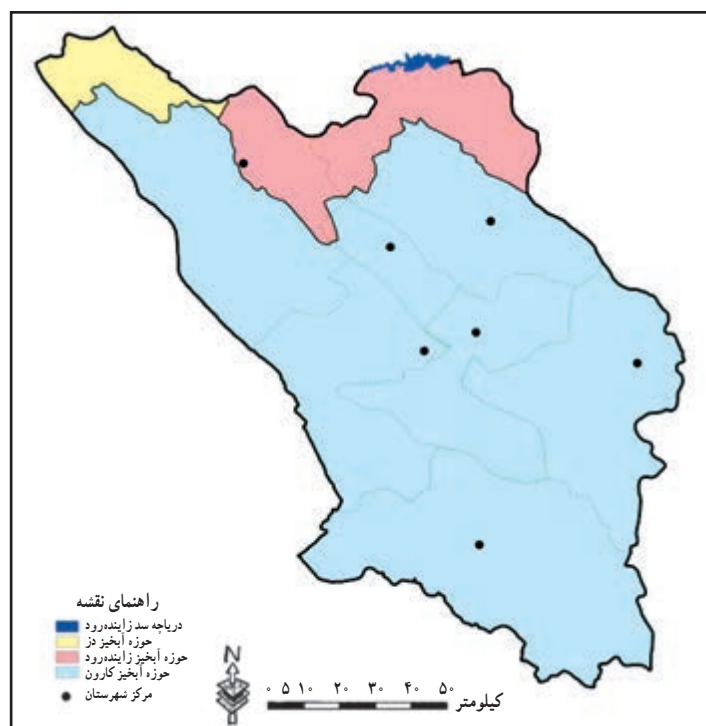 راهنمای نقشه
دریاچه سد زاینده‌رود
حوزه آبخیز دز
حوزه آبخیز زاینده‌رود
حوزه آبخیز کارون
مرکز شهرستان
N
۰ ۵ ۱۰ ۲۰ ۳۰ ۴۰ ۵۰ کیلومتر